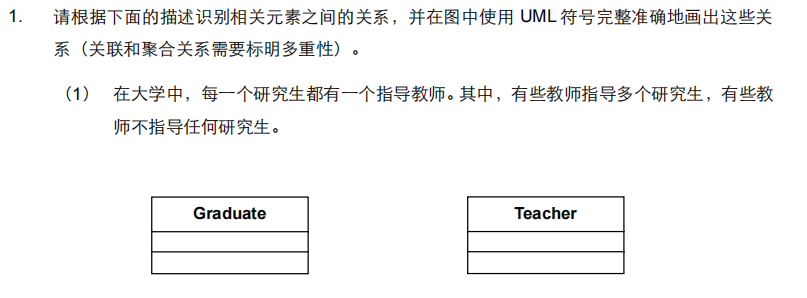 1. 请根据下面的描述识别相关元素之间的关系，并在图中使用 UML 符号完整准确地画出这些关
系（关联和聚合关系需要标明多重性）。
（1） 在大学中，每一个研究生都有一个指导教师。其中，有些教师指导多个研究生，有些教
师不指导任何研究生。
Graduate
Teacher